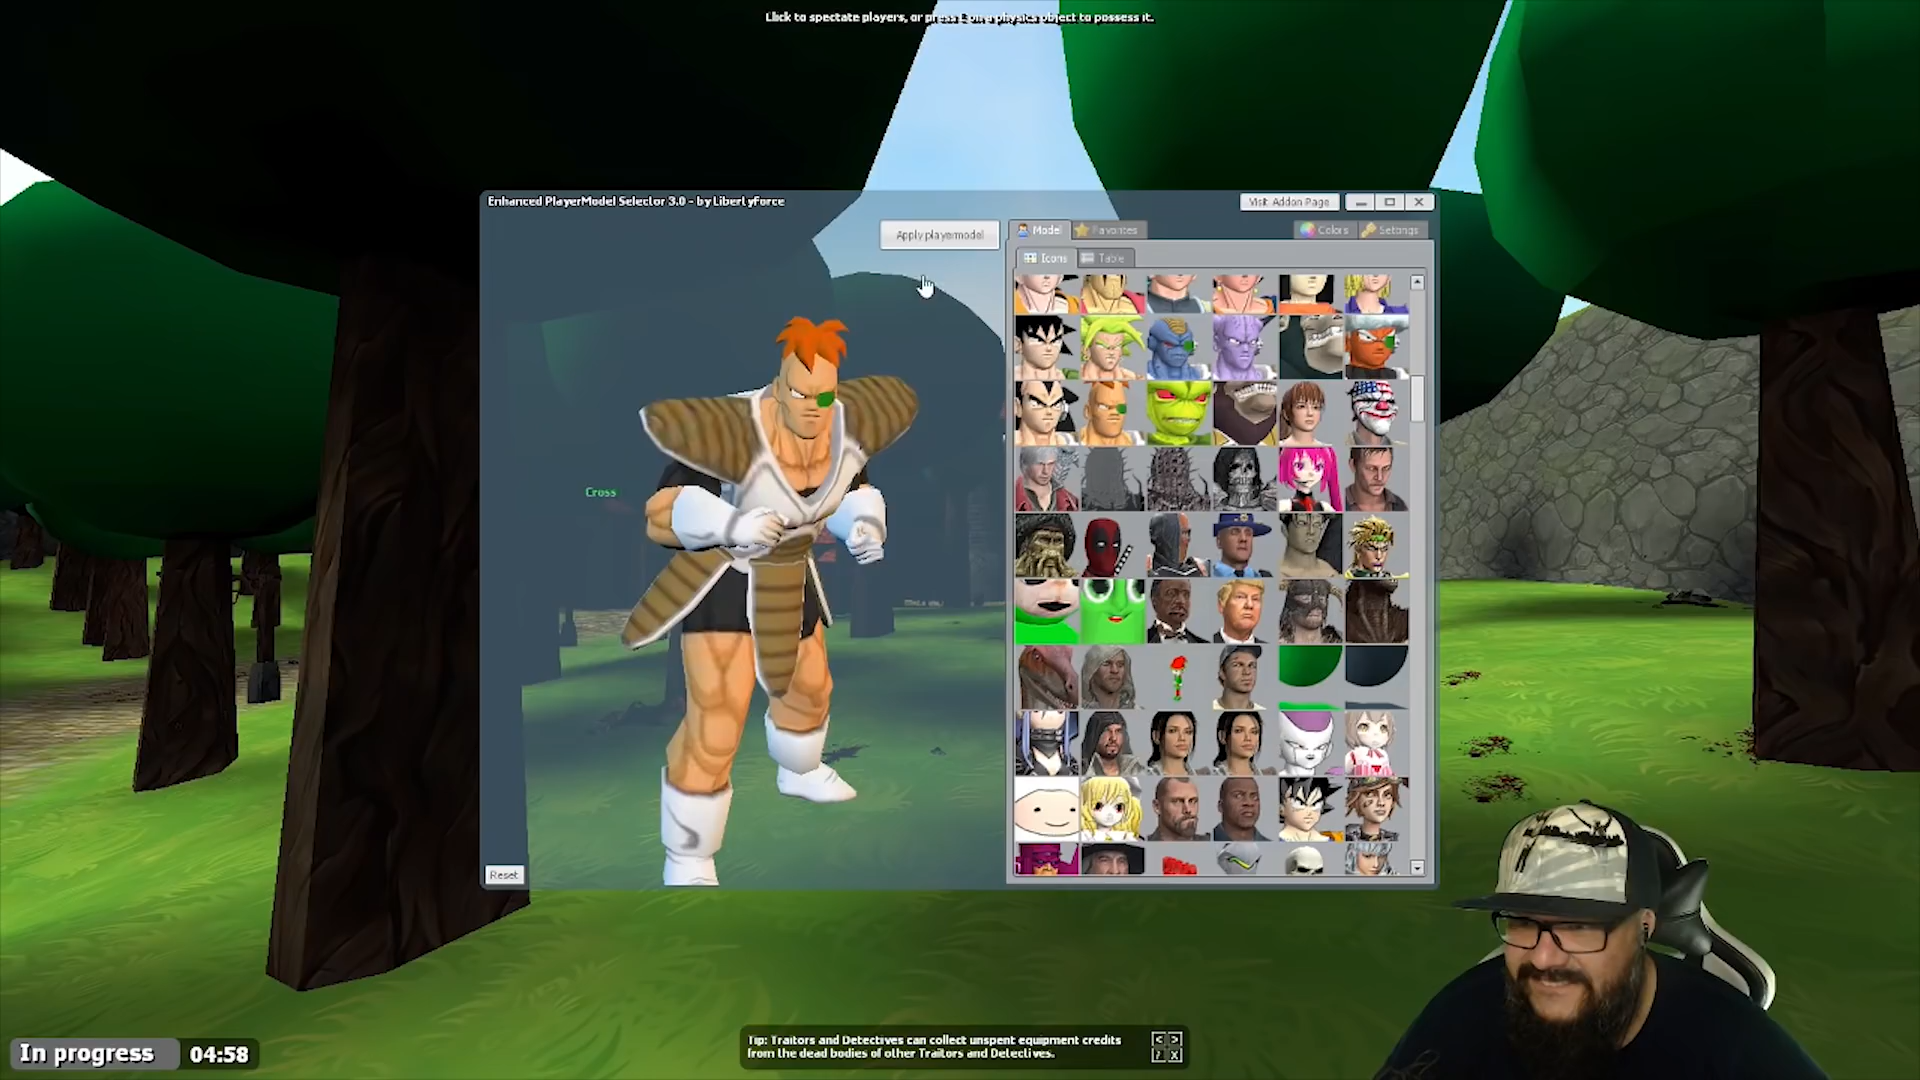 Click to spectate players, or press E on a physics object to possess it.
Enhanced PlayerModel Selector 3.0 - by LibertyForce
Visit Addon Page
Apply playermodel
Model
Favorites
Colors
Settings
Icons
Table
Cross
Reset
In progress
04:58
Tip: Traitors and Detectives can collect unspent equipment credits
from the dead bodies of other Traitors and Detectives.
< >
? X